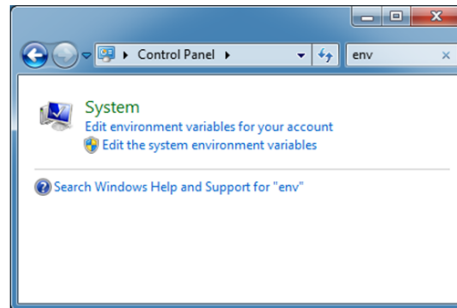 Control Panel
env
System
Edit environment variables for your account
Edit the system environment variables
Search Windows Help and Support for "env"